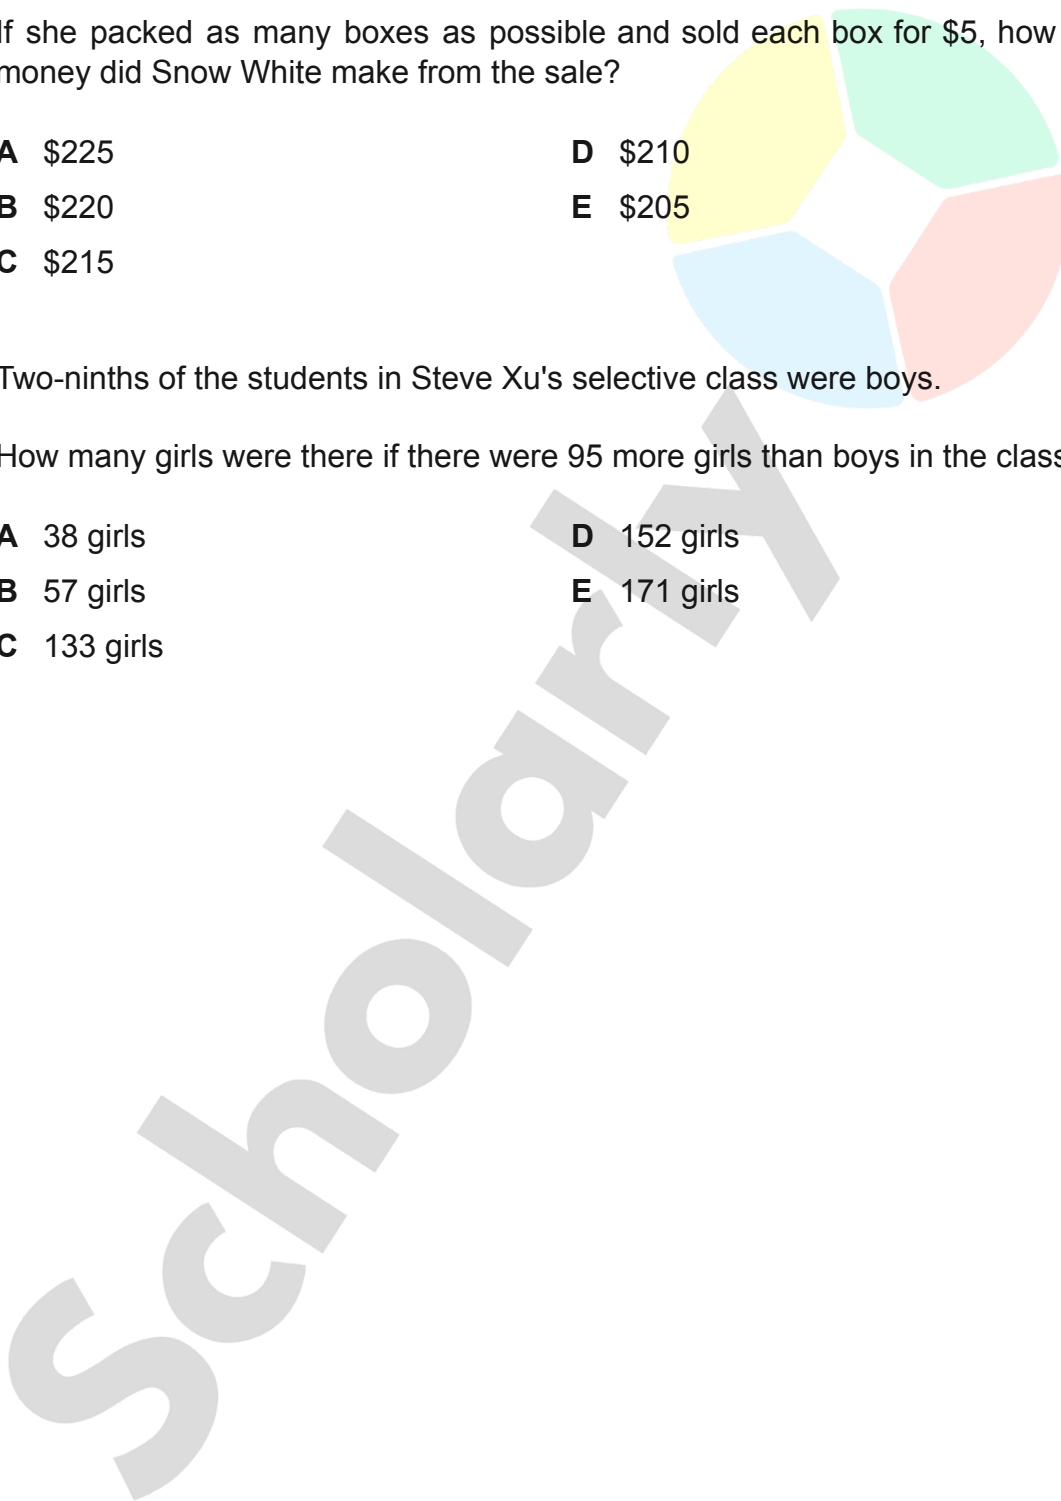 If she packed as many boxes as possible and sold each box for $5, how
money did Snow White make from the sale?
A $225
B $220
C $215
D $210
E $205
Two-ninths of the students in Steve Xu's selective class were boys.
How many girls were there if there were 95 more girls than boys in the class
A 38 girls
B 57 girls
C 133 girls
D 152 girls
E 171 girls
Scholarly